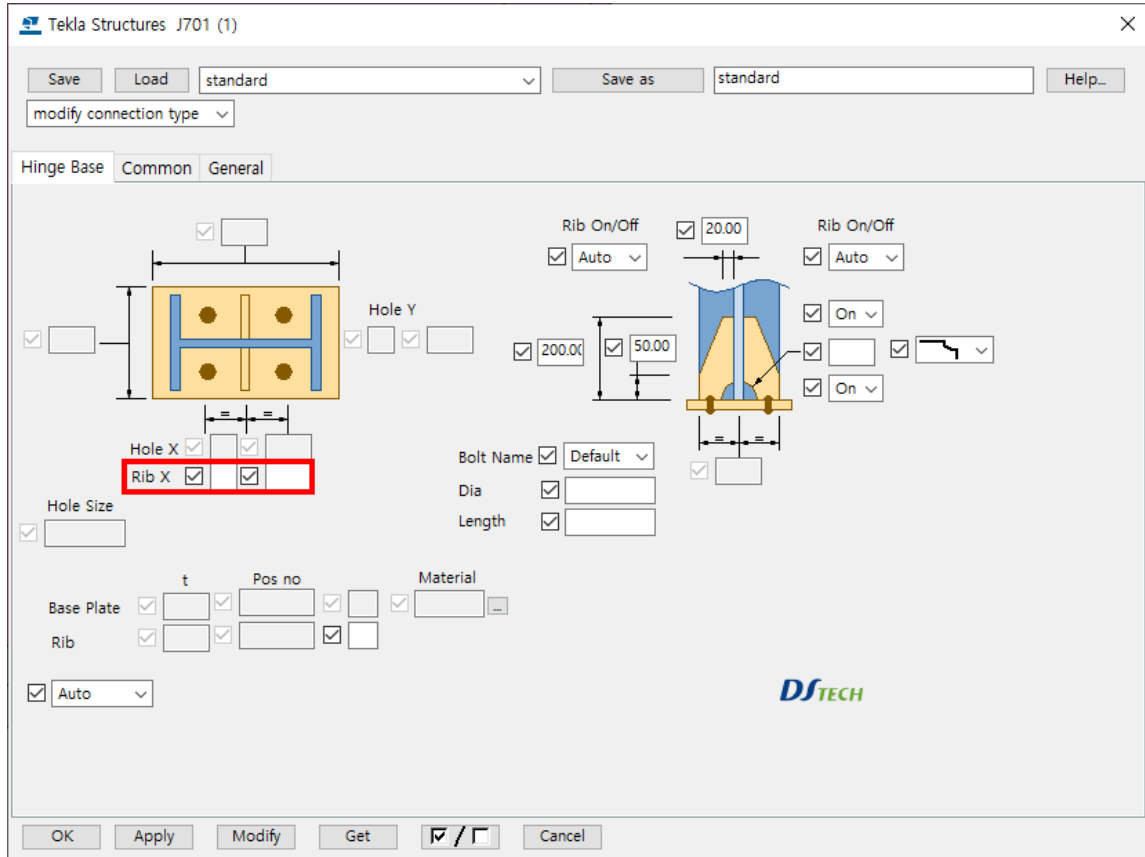 Tekla Structures J701 (1)
Save Load standard Save as standard Help...
modify connection type
Hinge Base Common General
Rib On/Off 20.00 Rib On/Off
Auto Auto
Hole Y
On
200.0(
50.00
On
= =
= =
Hole X
Rib X
Bolt Name Default
Dia
Length
Hole Size
t Pos no Material
Base Plate ...
Rib
Auto
DSTECH
OK Apply Modify Get / Cancel